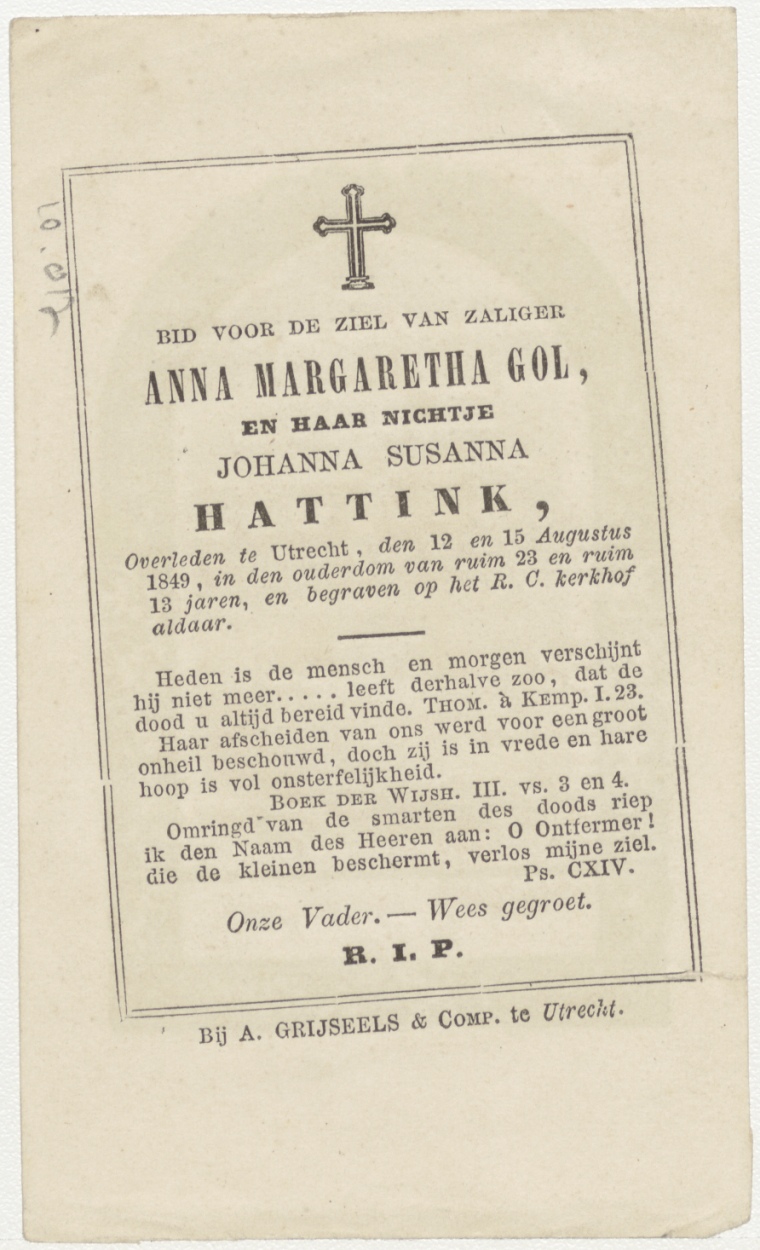 BID VOOR DE ZIEL VAN ZALIGER
ANNA MARGARETHA GOL,
EN HAAR NICHTJE
JOHANNA SUSANNA
HATTINK,
Overleden te Utrecht, den 12 en 15 Augustus
1849, in den ouderdom van ruim 23 en ruim
13 jaren, en begraven op het R. C. kerkhof
aldaar.
Heden is de mensch en morgen verschijnt
hij niet meer..... leeft derhalve zoo, dat de
dood u altijd bereid vinde. THOM. à KEMP. I. 23.
Haar afscheiden van ons werd voor een groot
onheil beschouwd, doch zij is in vrede en hare
hoop is vol onsterfelijkheid.
BOEK DER WIJSH. III. vs. 3 en 4.
Omringd van de smarten des doods riep
ik den Naam des Heeren aan: O Ontfermer!
die de kleinen beschermt, verlos mijne ziel.
Ps. CXIV.
Onze Vader. — Wees gegroet.
R. I. P.
Bij A. GRIJSEELS & COMP. te Utrecht.